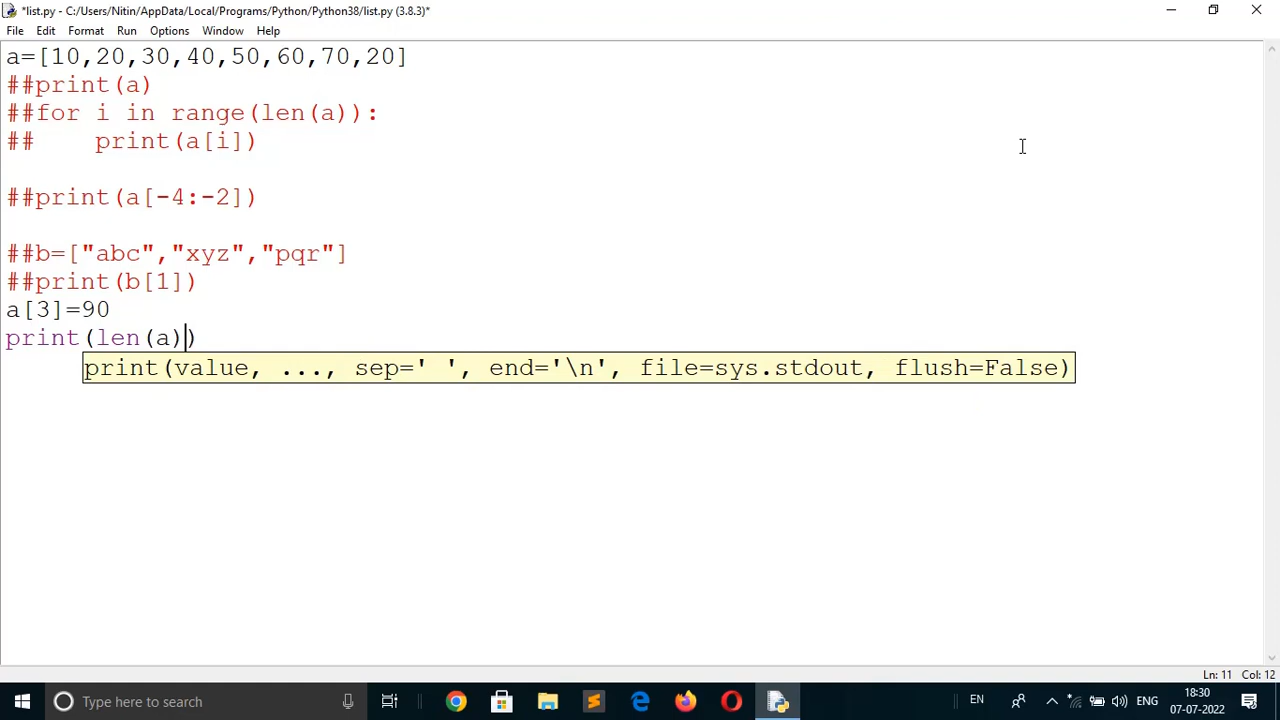 *list.py - C:/Users/Nitin/AppData/Local/Programs/Python/Python38/list.py (3.8.3)*
File Edit Format Run Options Window Help
a=[10,20,30,40,50,60,70,20]
##print(a)
##for i in range(len(a)):
##    print(a[i])
##print(a[-4:-2])
##b=["abc","xyz","pqr"]
##print(b[1])
a[3]=90
print(len(a))
print(value, ..., sep=' ', end='\n', file=sys.stdout, flush=False)
Ln: 11 Col: 12
Type here to search
EN
ENG
18:30
07-07-2022